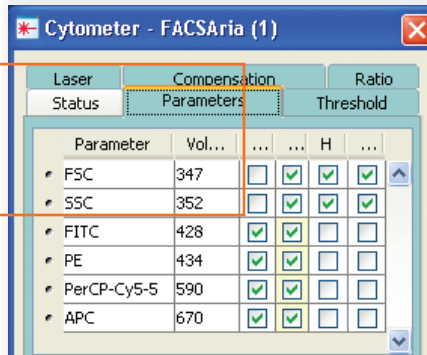 Cytometer - FACSAria (1)
Laser Compensation Ratio
Status Parameters Threshold
Parameter Vol... ... ... H ...
FSC 347
SSC 352
FITC 428
PE 434
PerCP-Cy5-5 590
APC 670